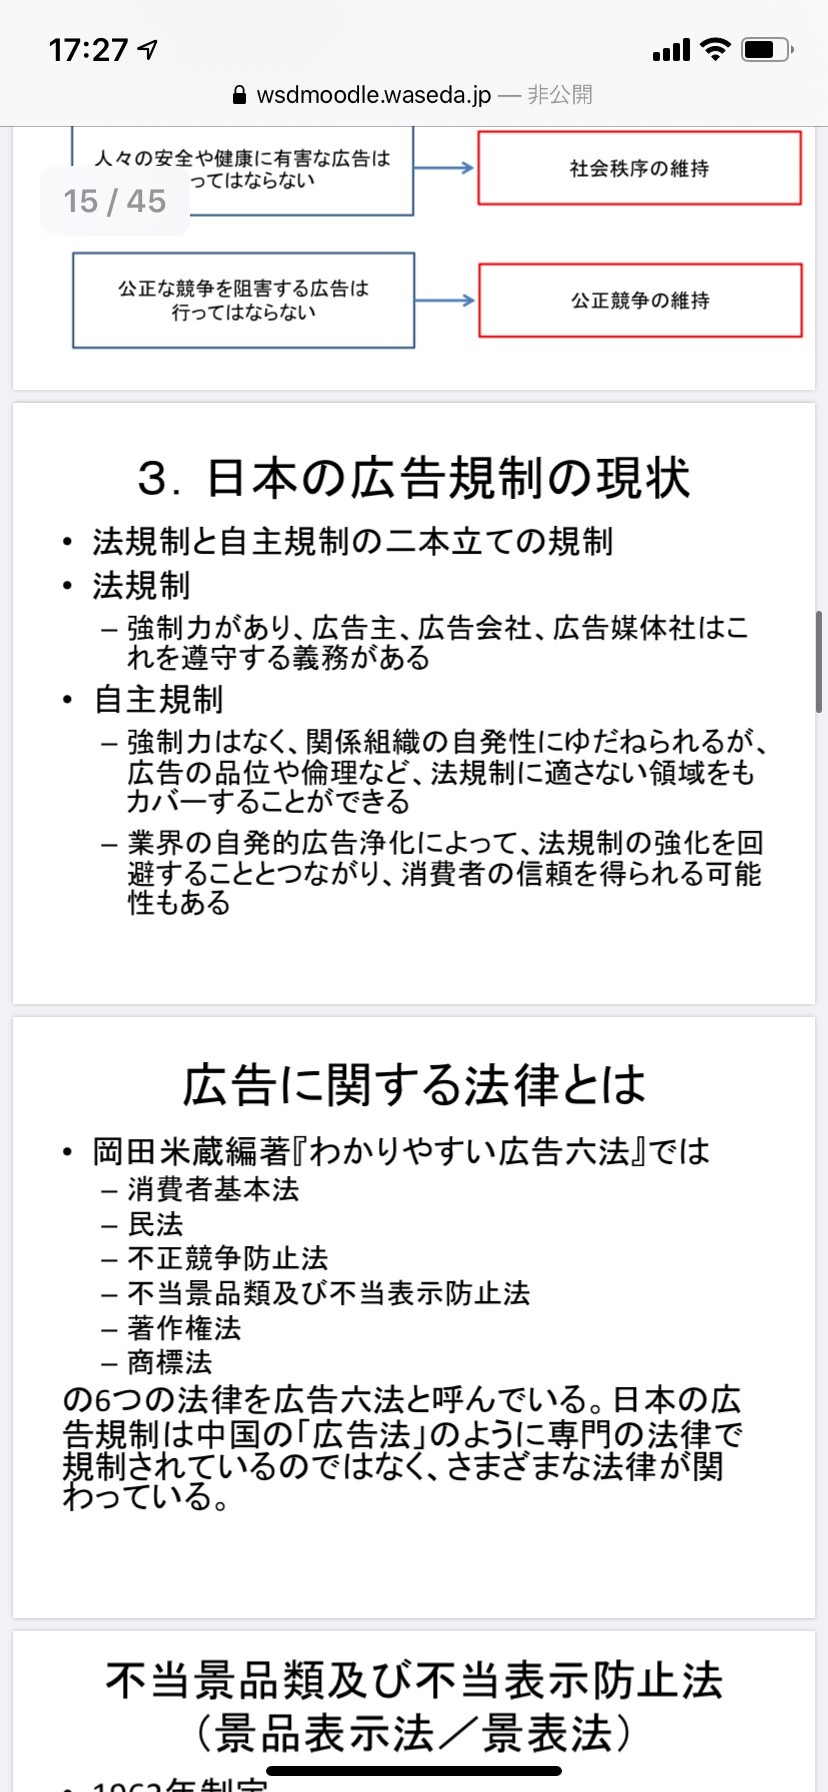 17:27
wsdmoodle.waseda.jp — 非公開
人々の安全や健康に有害な広告は
ってはならない
社会秩序の維持
15 / 45
公正な競争を阻害する広告は
行ってはならない
公正競争の維持
3．日本の広告規制の現状
• 法規制と自主規制の二本立ての規制
• 法規制
– 強制力があり、広告主、広告会社、広告媒体社はこ
れを遵守する義務がある
• 自主規制
– 強制力はなく、関係組織の自発性にゆだねられるが、
広告の品位や倫理など、法規制に適さない領域をも
カバーすることができる
– 業界の自発的広告浄化によって、法規制の強化を回
避することとつながり、消費者の信頼を得られる可能
性もある
広告に関する法律とは
• 岡田米蔵編著『わかりやすい広告六法』では
– 消費者基本法
– 民法
– 不正競争防止法
– 不当景品類及び不当表示防止法
– 著作権法
– 商標法
の6つの法律を広告六法と呼んでいる。日本の広
告規制は中国の「広告法」のように専門の法律で
規制されているのではなく、さまざまな法律が関
わっている。
不当景品類及び不当表示防止法
（景品表示法／景表法）
• 1962年制定